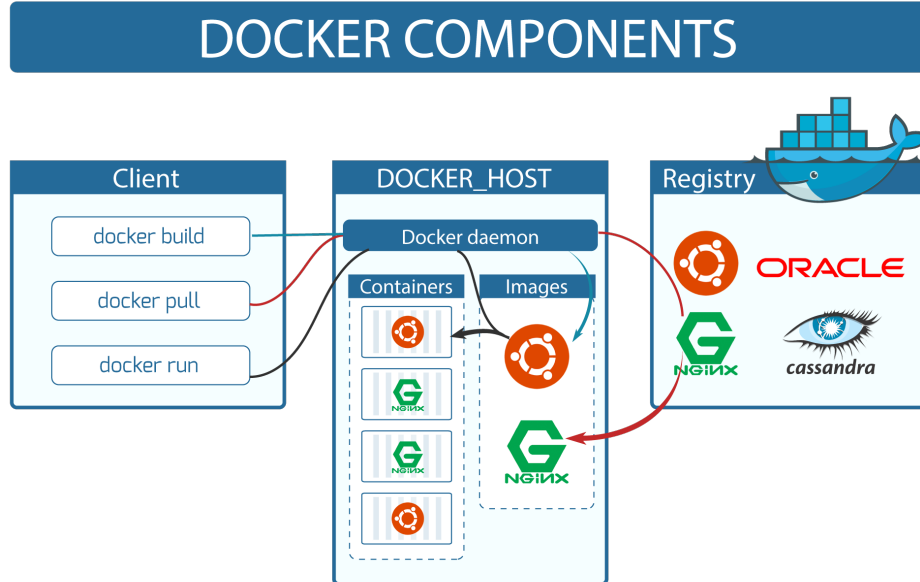 DOCKER COMPONENTS
Client
docker build
docker pull
docker run
DOCKER_HOST
Docker daemon
Containers
NGiNX
NGiNX
Images
NGiNX
Registry
ORACLE
NGiNX
cassandra